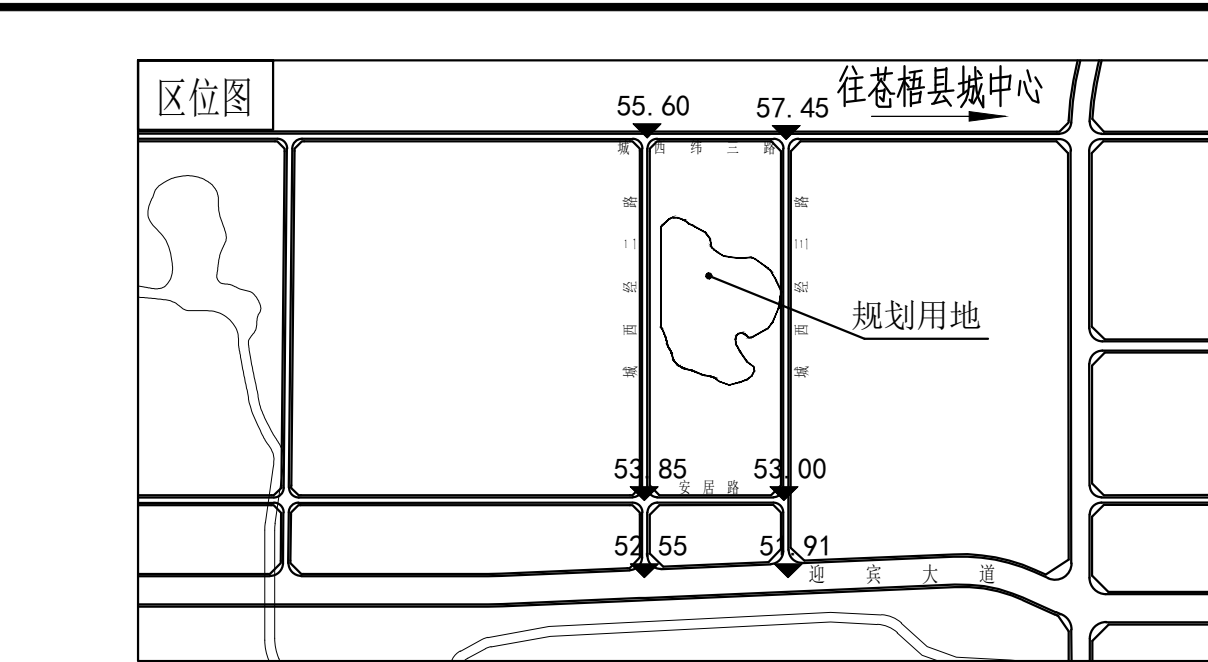 区位图
往苍梧县城中心
55.60
57.45
城西纬三路
城西经二路
城西经三路
规划用地
53.85
53.00
安居路
52.55
51.91
迎宾大道